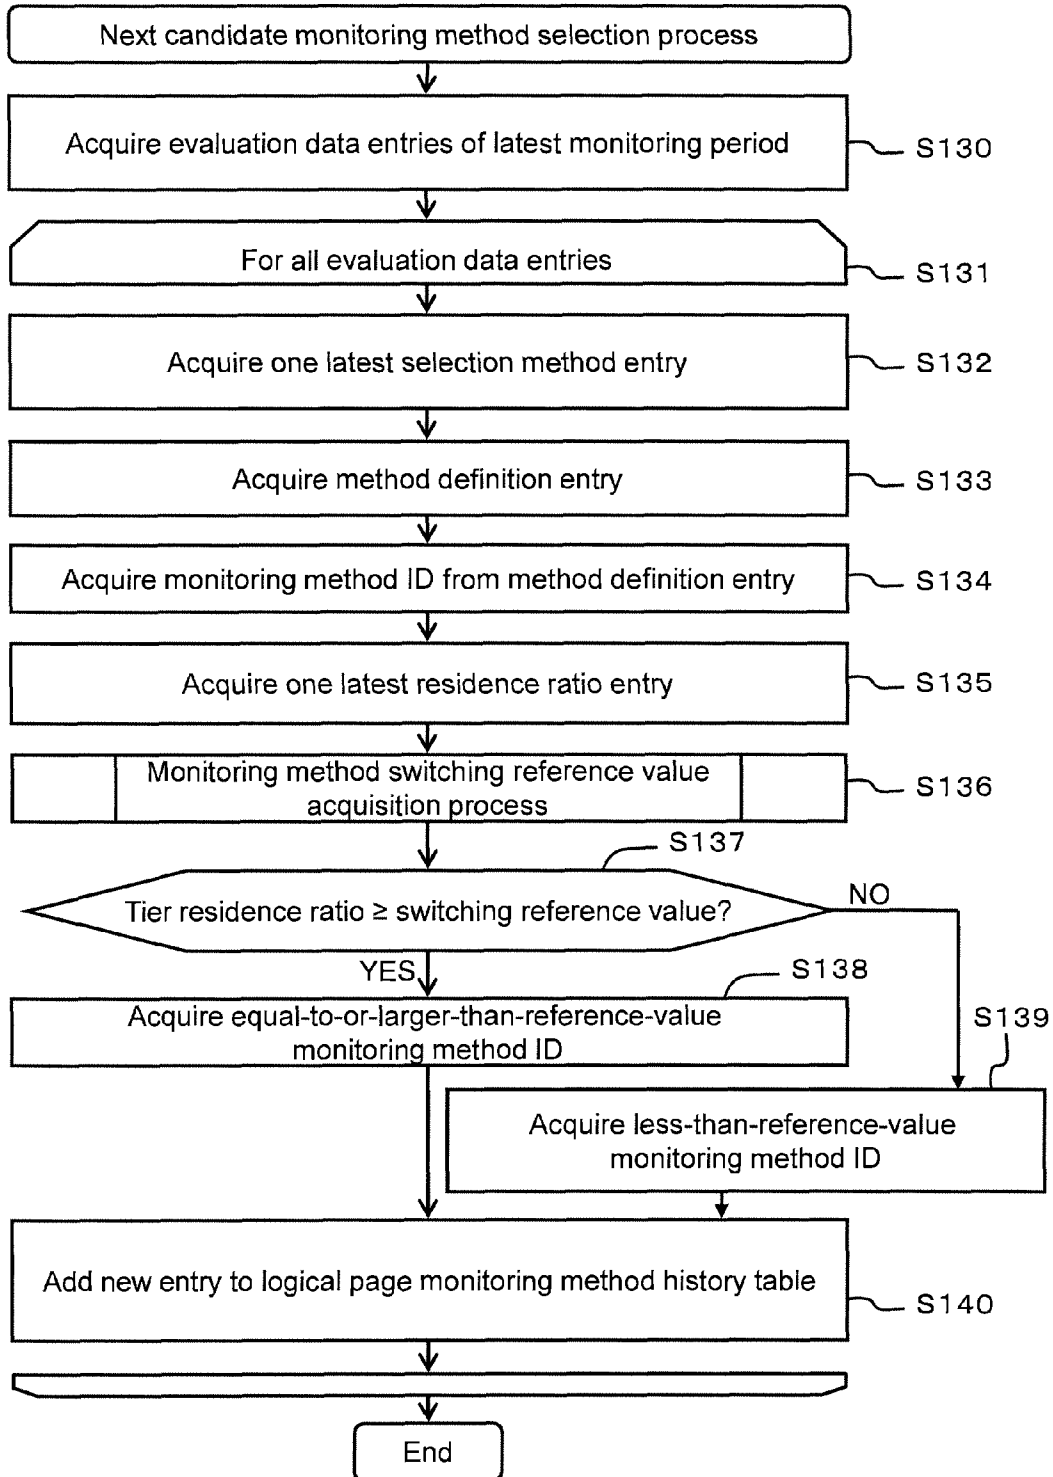 Next candidate monitoring method selection process
Acquire evaluation data entries of latest monitoring period
S130
For all evaluation data entries
S131
Acquire one latest selection method entry
S132
Acquire method definition entry
S133
Acquire monitoring method ID from method definition entry
S134
Acquire one latest residence ratio entry
S135
Monitoring method switching reference value
acquisition process
S136
S137
Tier residence ratio ≥ switching reference value?
NO
YES
S138
Acquire equal-to-or-larger-than-reference-value
monitoring method ID
S139
Acquire less-than-reference-value
monitoring method ID
Add new entry to logical page monitoring method history table
S140
End